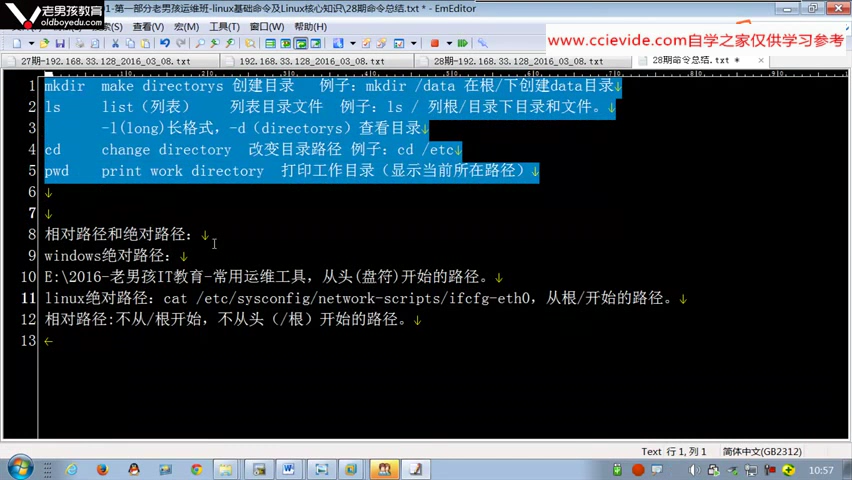 老男孩教育
oldboyedu.com
1-第一部分老男孩运维班-linux基础命令及Linux核心知识\28期命令总结.txt * - EmEditor
查看(V) 宏(M) 工具(T) 窗口(W) 帮助(H)
www.ccievide.com自学之家仅供学习参考
27期-192.168.33.128_2016_03_08.txt
192.168.33.128_2016_03_08.txt
28期-192.168.33.128_2016_03_08.txt
28期命令总结.txt *
1 mkdir make directorys 创建目录 例子：mkdir /data 在根/下创建data目录
2 ls list（列表） 列表目录文件 例子：ls / 列根/目录下目录和文件。
3 -l(long)长格式，-d（directorys）查看目录
4 cd change directory 改变目录路径 例子：cd /etc
5 pwd print work directory 打印工作目录（显示当前所在路径）
6
7
8 相对路径和绝对路径：
9 windows绝对路径：
10 E:\2016-老男孩IT教育-常用运维工具，从头(盘符)开始的路径。
11 linux绝对路径：cat /etc/sysconfig/network-scripts/ifcfg-eth0，从根/开始的路径。
12 相对路径:不从/根开始，不从头（/根）开始的路径。
13
Text 行 1, 列 1 简体中文(GB2312)
10:57